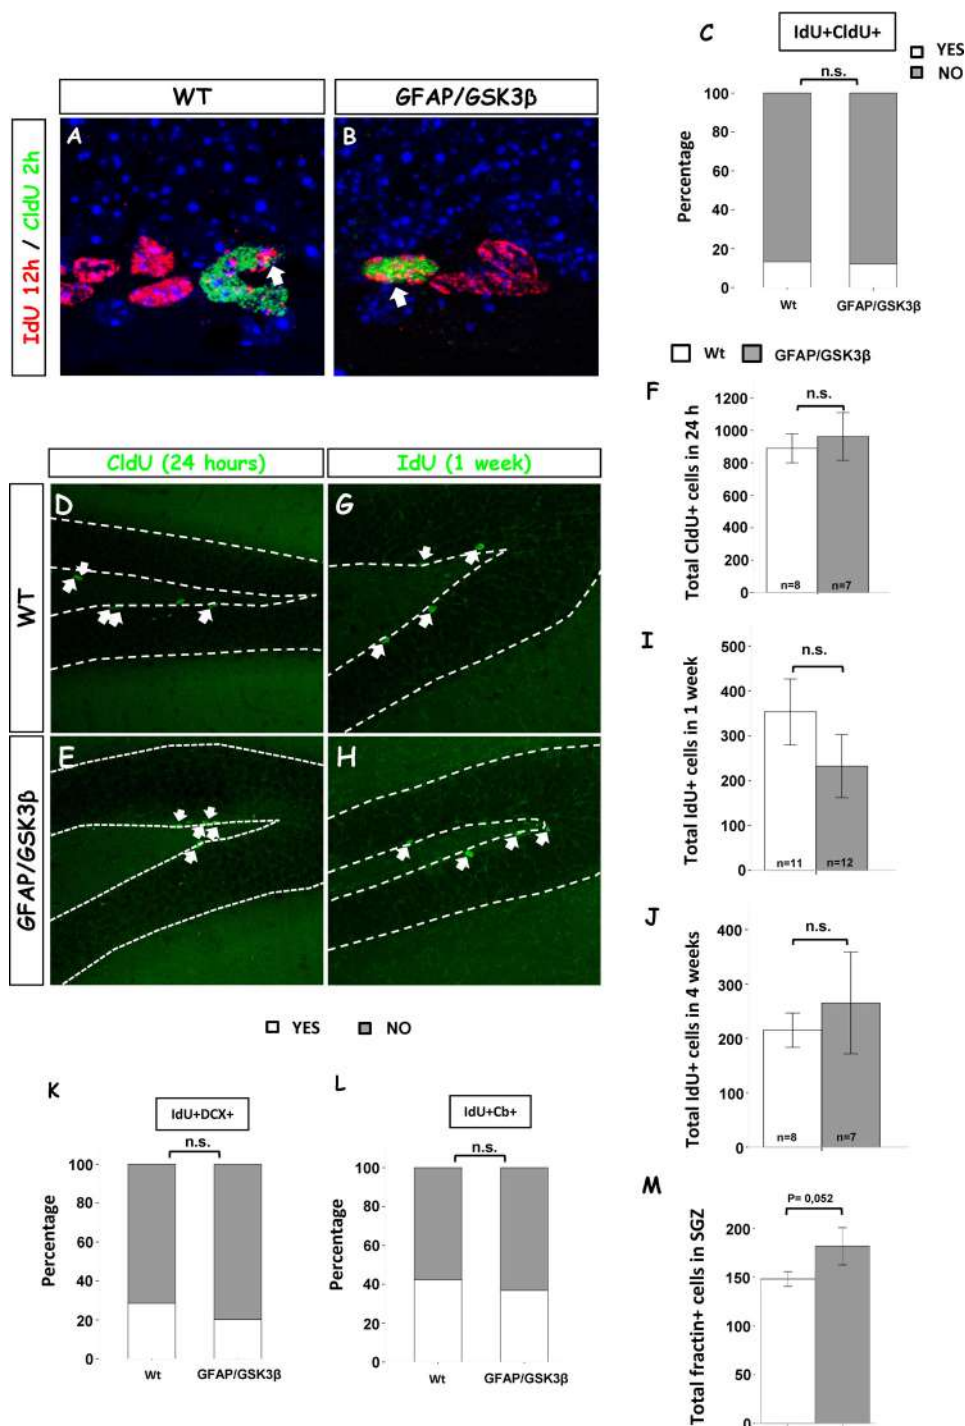 WT
GFAP/GSK3β
IdU 12h / CldU 2h
A
B
C
IdU+CldU+
YES
NO
n.s.
Percentage
100
80
60
40
20
0
Wt
GFAP/GSK3β
Wt
GFAP/GSK3β
CldU (24 hours)
IdU (1 week)
WT
GFAP/GSK3β
D
G
E
H
F
n.s.
Total CldU+ cells in 24 h
1200
1000
800
600
400
200
0
n=8
n=7
I
n.s.
Total IdU+ cells in 1 week
400
300
200
100
0
n=11
n=12
J
n.s.
Total IdU+ cells in 4 weeks
400
300
200
100
0
n=8
n=7
YES
NO
K
IdU+DCX+
n.s.
Percentage
100
80
60
40
20
0
Wt
GFAP/GSK3β
L
IdU+Cb+
n.s.
Percentage
100
80
60
40
20
0
Wt
GFAP/GSK3β
M
P= 0,052
Total fractin+ cells in SGZ
200
150
100
50
0